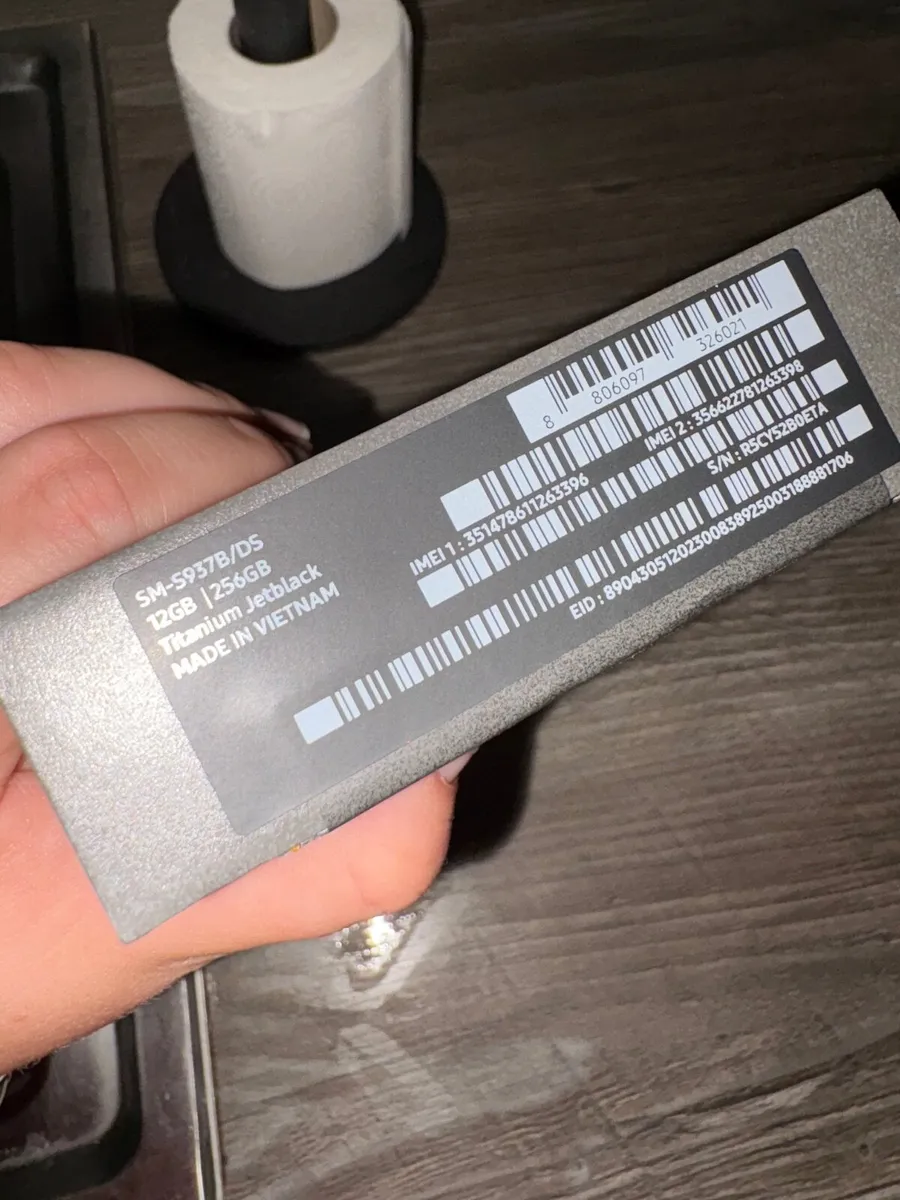 SM-S937B/DS
12GB | 256GB
Titanium Jetblack
MADE IN VIETNAM
8 806097 326021
IMEI 1 : 351478611263396
IMEI 2 : 356622781263398
S/N : R5CY52B0ETA
EID : 89043051202300838925003188881706